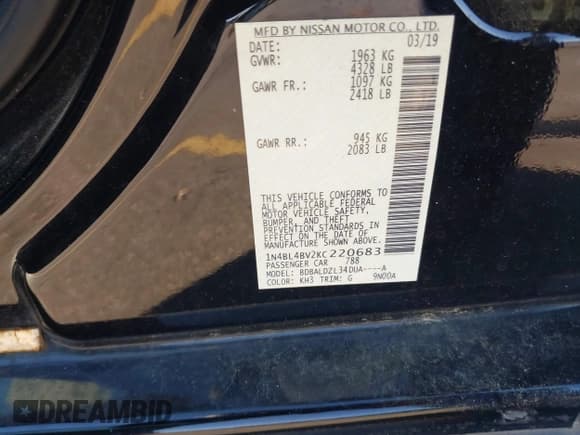 MFD BY NISSAN MOTOR CO., LTD.
DATE: 03/19
GVWR: 1963 KG
4328 LB
GAWR FR.: 1097 KG
2418 LB
GAWR RR.: 945 KG
2083 LB
THIS VEHICLE CONFORMS TO
ALL APPLICABLE FEDERAL
MOTOR VEHICLE SAFETY,
BUMPER, AND THEFT
PREVENTION STANDARDS IN
EFFECT ON THE DATE OF
MANUFACTURE SHOWN ABOVE.
1N4BL4BV2KC220683
PASSENGER CAR 788
MODEL: BDBALDZL34DUA----A
COLOR: KH3 TRIM: G 9N00A
DREAMBID